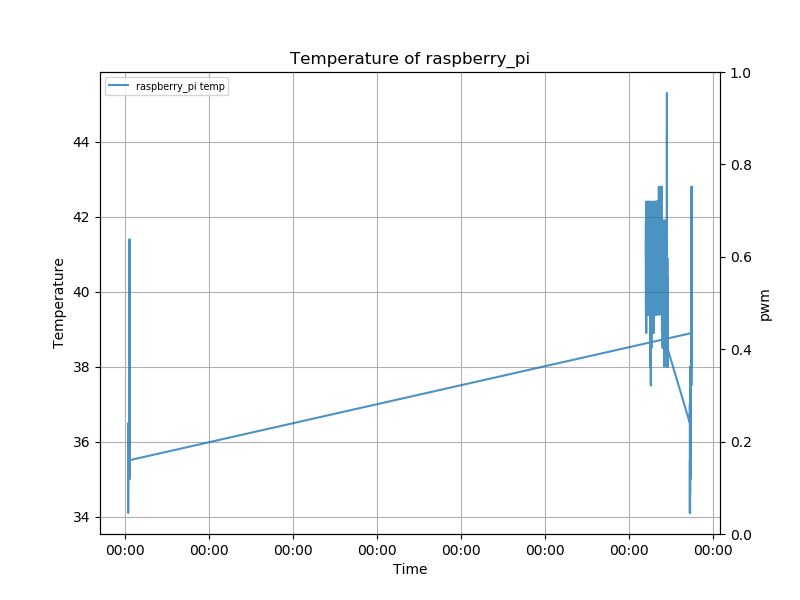 Temperature of raspberry_pi
raspberry_pi temp
44
42
40
38
36
34
Temperature
1.0
0.8
0.6
0.4
0.2
0.0
pwm
00:00 00:00 00:00 00:00 00:00 00:00 00:00 00:00
Time